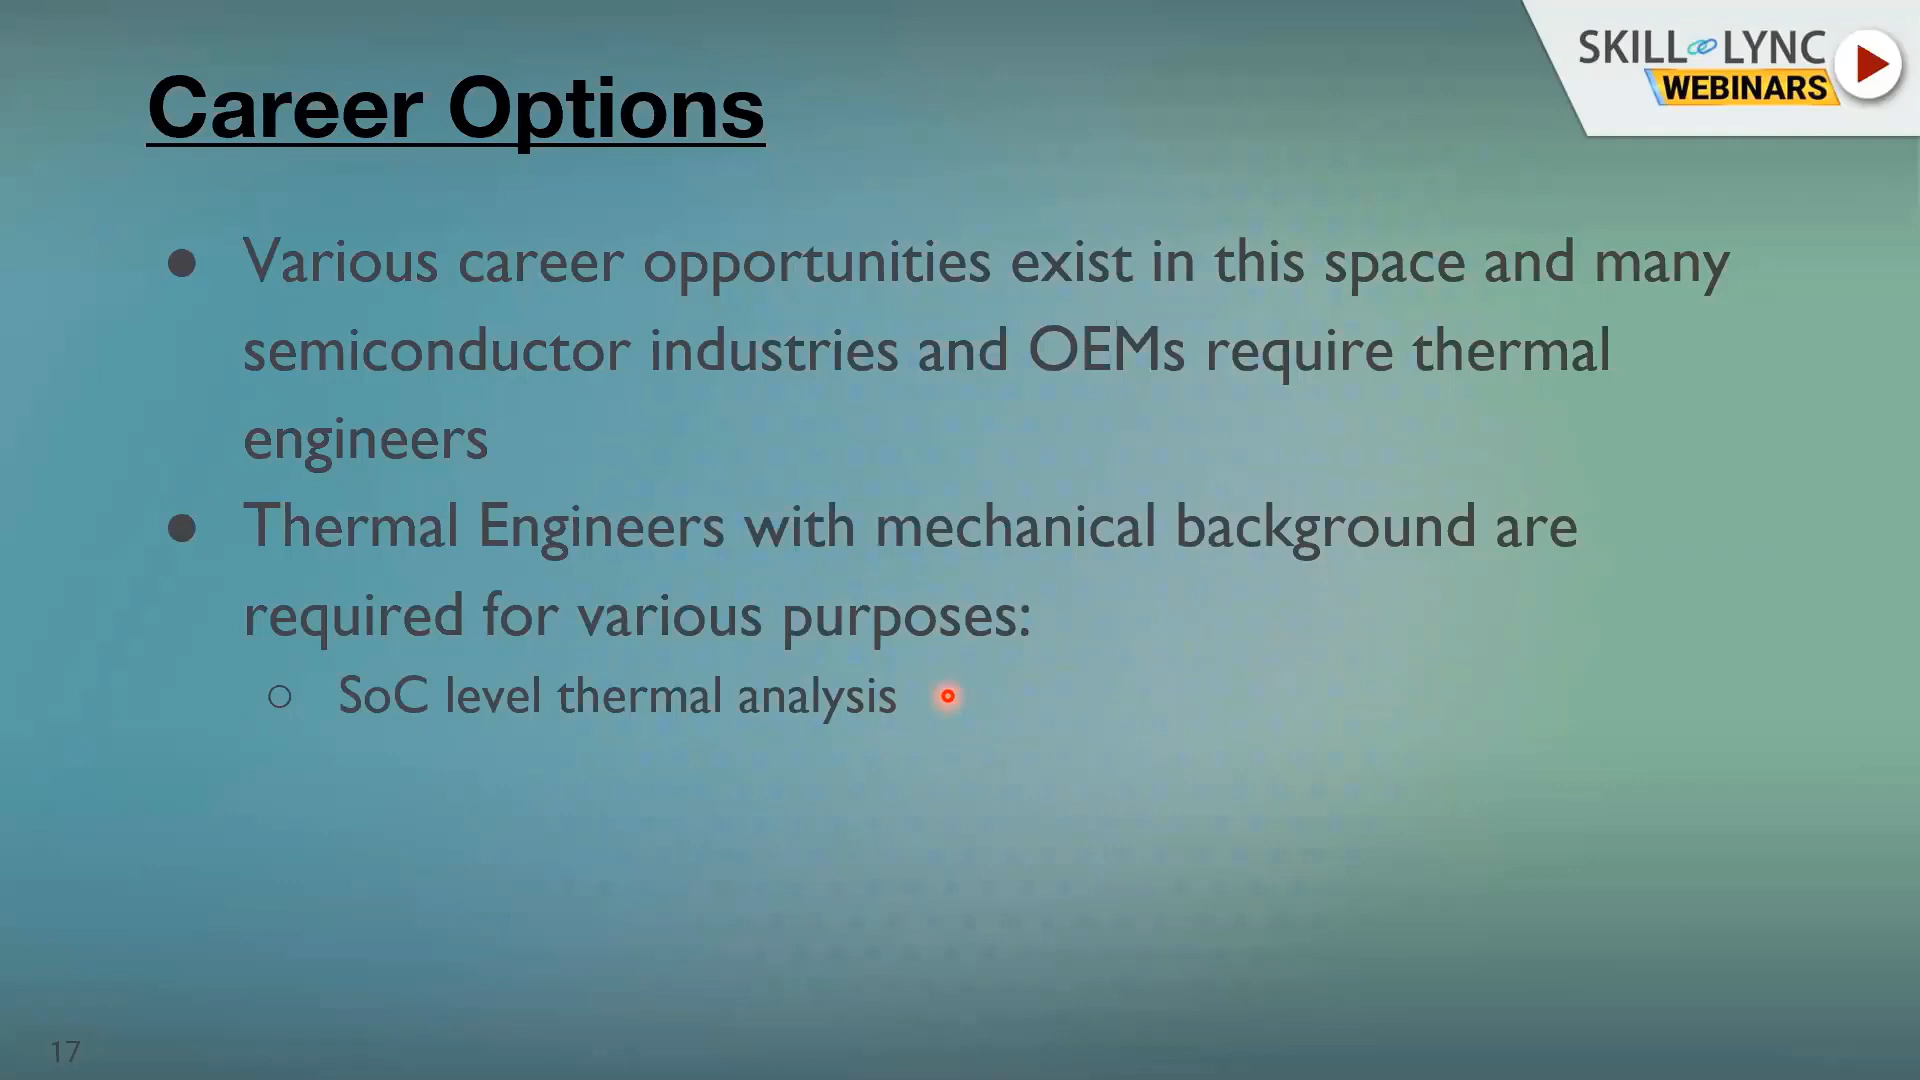 SKILL LYNC
WEBINARS
Career Options
● Various career opportunities exist in this space and many
semiconductor industries and OEMs require thermal
engineers
● Thermal Engineers with mechanical background are
required for various purposes:
○ SoC level thermal analysis
17